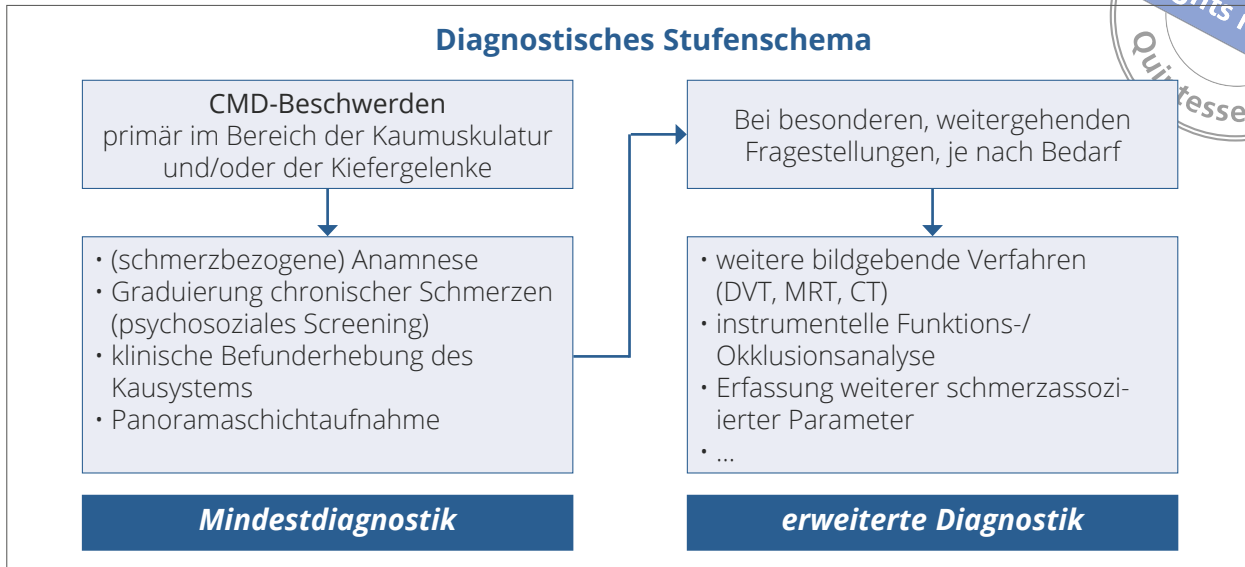 Diagnostisches Stufenschema
CMD-Beschwerden
primär im Bereich der Kaumuskulatur
und/oder der Kiefergelenke
• (schmerzbezogene) Anamnese
• Graduierung chronischer Schmerzen
(psychosoziales Screening)
• klinische Befunderhebung des
Kausystems
• Panoramaschichtaufnahme
Mindestdiagnostik
Bei besonderen, weitergehenden
Fragestellungen, je nach Bedarf
• weitere bildgebende Verfahren
(DVT, MRT, CT)
• instrumentelle Funktions-/
Okklusionsanalyse
• Erfassung weiterer schmerzassozi-
ierter Parameter
• ...
erweiterte Diagnostik